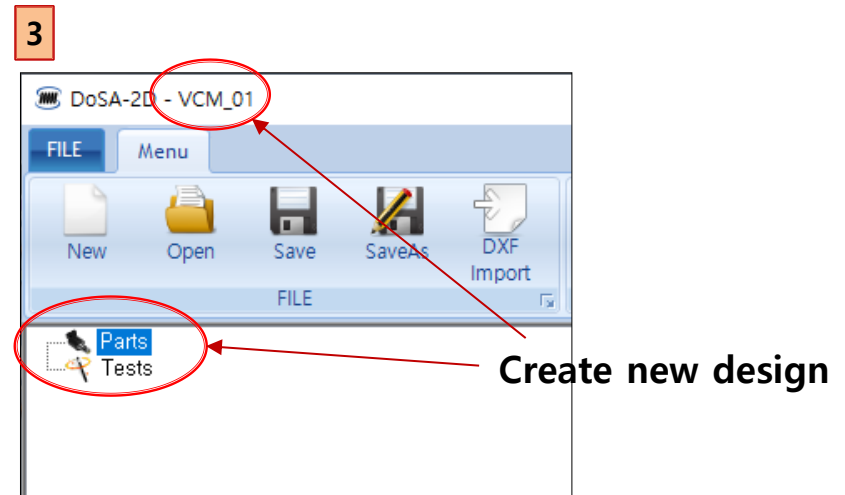 3
DoSA-2D - VCM_01
FILE Menu
New Open Save SaveAs DXF
Import
FILE
Parts
Tests
Create new design